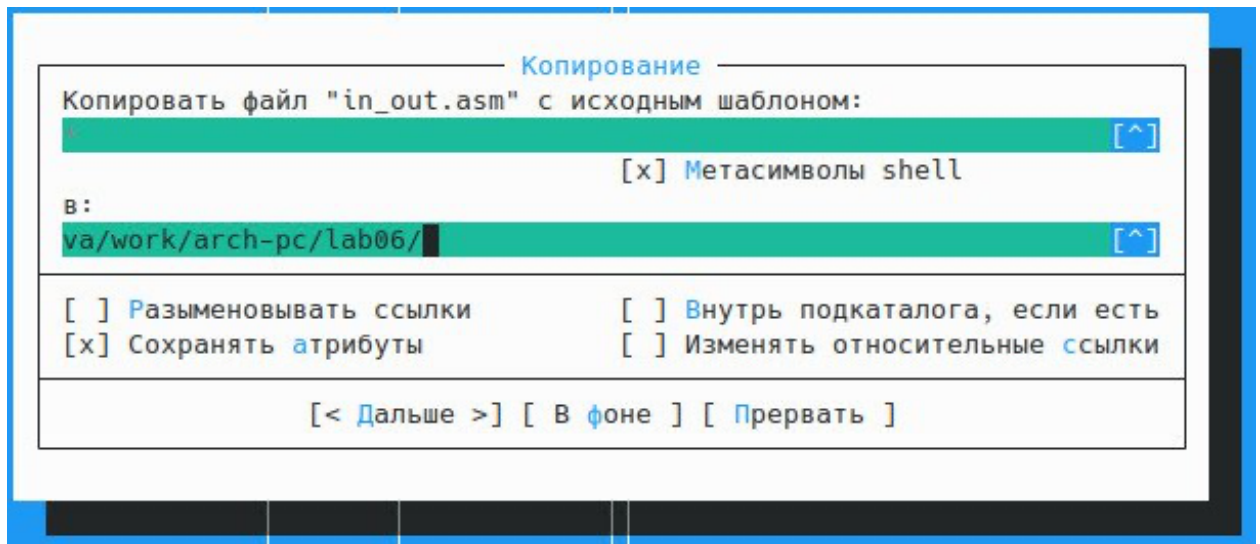 Копирование
Копировать файл "in_out.asm" с исходным шаблоном:
* [^]
[x] Метасимволы shell
в:
va/work/arch-pc/lab06/ [^]
[ ] Разыменовывать ссылки [ ] Внутрь подкаталога, если есть
[x] Сохранять атрибуты [ ] Изменять относительные ссылки
[< Дальше >] [ В фоне ] [ Прервать ]